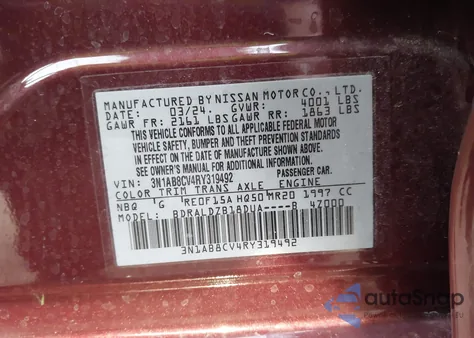 MANUFACTURED BY NISSAN MOTOR CO., LTD.
DATE: 03/24 GVWR: 4001 LBS
GAWR FR: 2161 LBS GAWR RR: 1863 LBS
THIS VEHICLE CONFORMS TO ALL APPLICABLE FEDERAL MOTOR
VEHICLE SAFETY, BUMPER AND THEFT PREVENTION STANDARDS
IN EFFECT ON THE DATE OF MANUFACTURE SHOWN ABOVE.
SEE OWNER'S MANUAL FOR ADDITIONAL INFORMATION
VIN: 3N1AB8CV4RY319492 PASSENGER CAR.
COLOR TRIM TRANS AXLE ENGINE
NBQ G RE0F15A HQ50 MR20 1997 CC
MODEL: BDRALDZB18DUA----B 4Z000
3N1AB8CV4RY319492
autoSnap